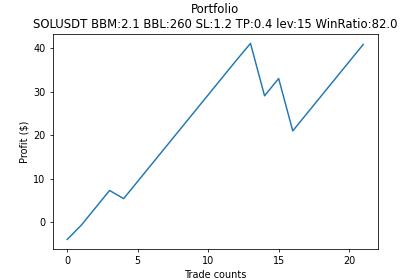 Portfolio
SOLUSDT BBM:2.1 BBL:260 SL:1.2 TP:0.4 lev:15 WinRatio:82.0
40
30
20
10
0
Profit ($)
0 5 10 15 20
Trade counts